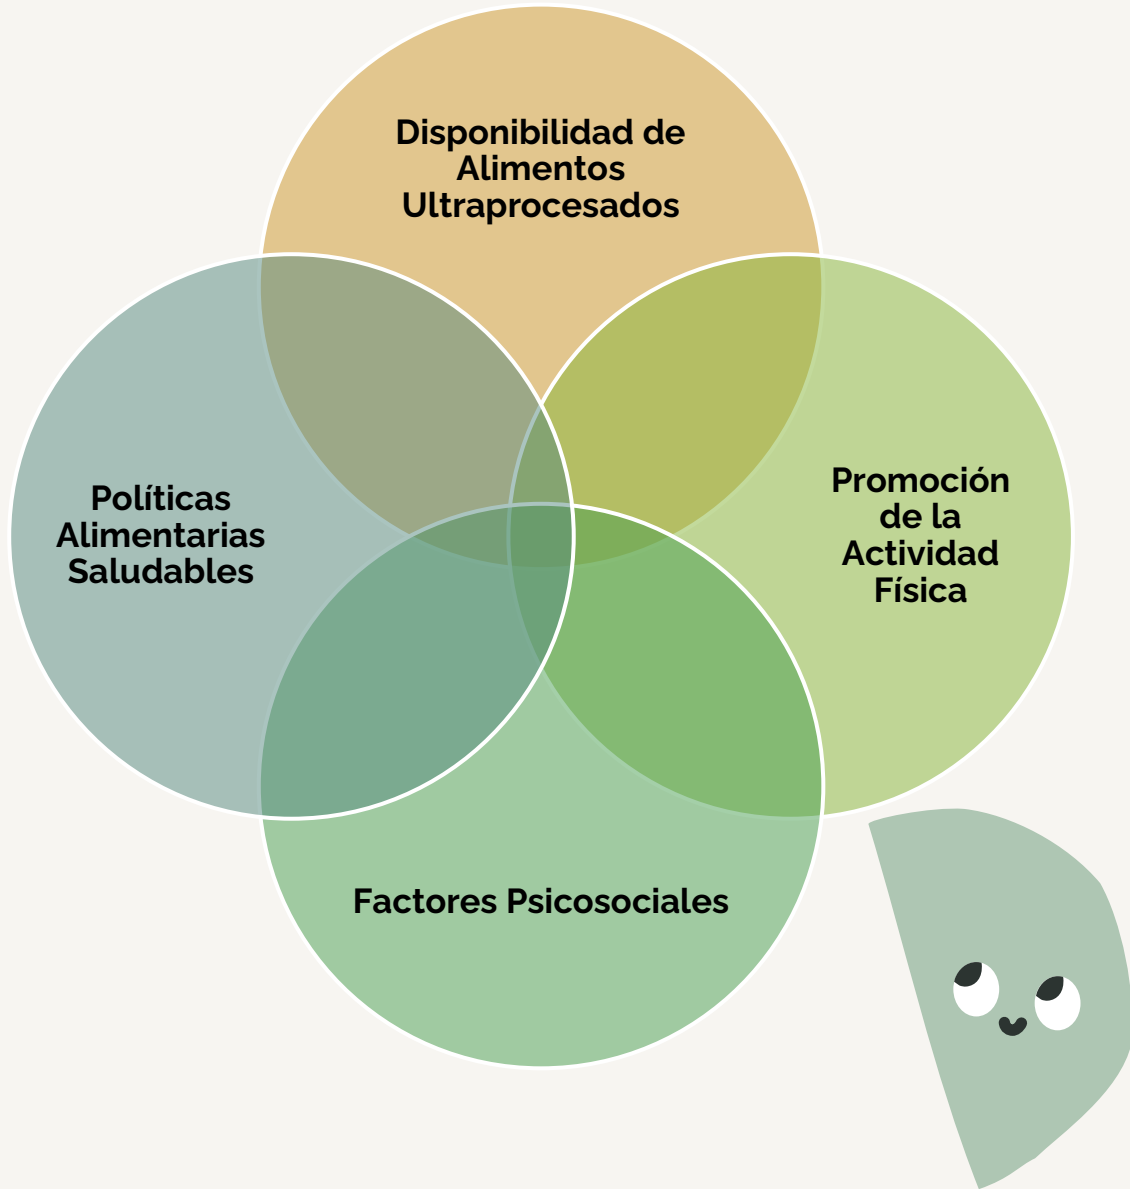 Disponibilidad de
Alimentos
Ultraprocesados
Políticas
Alimentarias
Saludables
Promoción
de la
Actividad
Física
Factores Psicosociales